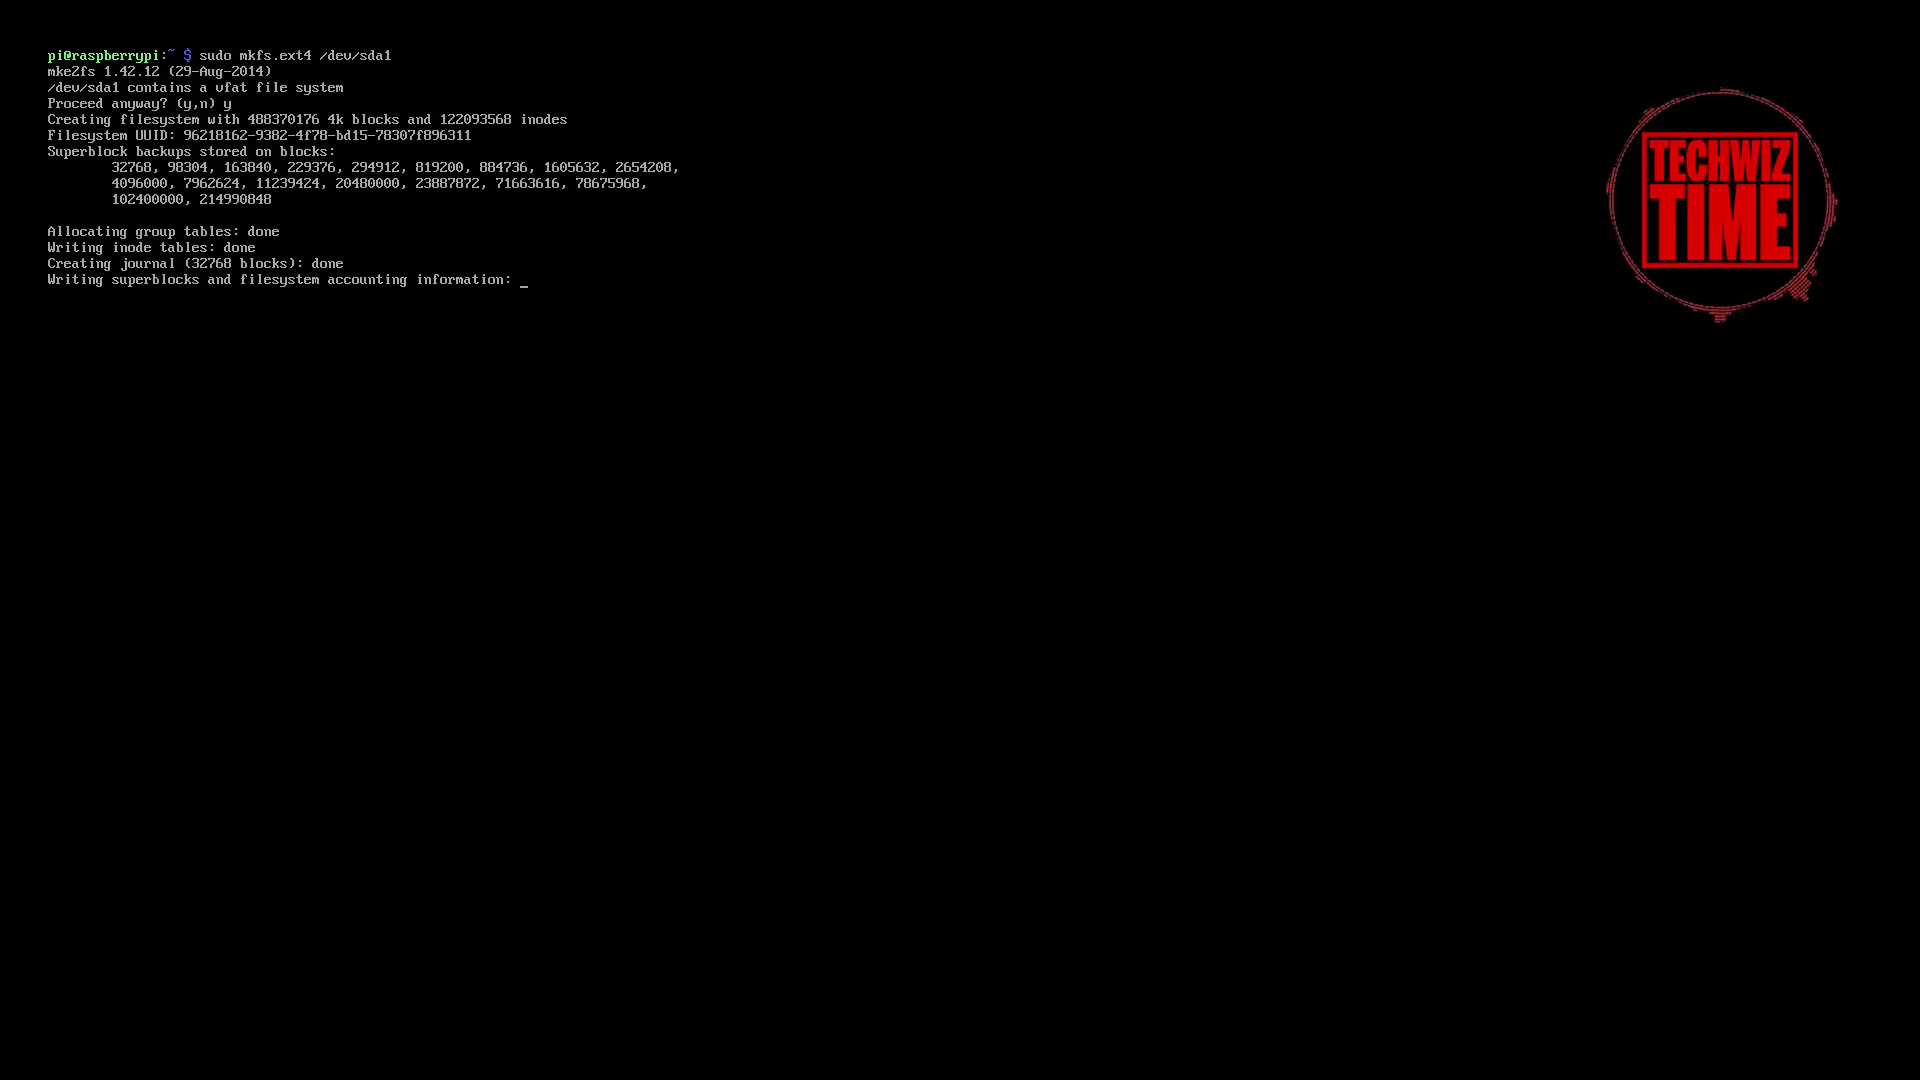 pi@raspberrypi:~ $ sudo mkfs.ext4 /dev/sda1
mke2fs 1.42.12 (29-Aug-2014)
/dev/sda1 contains a vfat file system
Proceed anyway? (y,n) y
Creating filesystem with 488370176 4k blocks and 122093568 inodes
Filesystem UUID: 96218162-9382-4f78-bd15-78307f896311
Superblock backups stored on blocks:
32768, 98304, 163840, 229376, 294912, 819200, 884736, 1605632, 2654208,
4096000, 7962624, 11239424, 20480000, 23887872, 71663616, 78675968,
102400000, 214990848
Allocating group tables: done
Writing inode tables: done
Creating journal (32768 blocks): done
Writing superblocks and filesystem accounting information: _
TECHWIZ
TIME